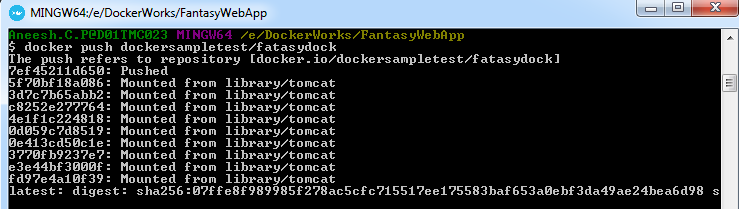 MINGW64:/e/DockerWorks/FantasyWebApp
Aneesh.C.P@D01TMC023 MINGW64 /e/DockerWorks/FantasyWebApp
$ docker push dockersampletest/fatasydock
The push refers to repository [docker.io/dockersampletest/fatasydock]
7ef45211d650: Pushed
5f70bf18a086: Mounted from library/tomcat
3d7c7b65abb2: Mounted from library/tomcat
c8252e277764: Mounted from library/tomcat
4e1f1c224818: Mounted from library/tomcat
0d059c7d8519: Mounted from library/tomcat
0e413cd50c1e: Mounted from library/tomcat
3770fb9237e7: Mounted from library/tomcat
e3e44bf3000f: Mounted from library/tomcat
fd97e4a10f39: Mounted from library/tomcat
latest: digest: sha256:07ffe8f989985f278ac5cfc715517ee175583baf653a0ebf3da49ae24bea6d98 s